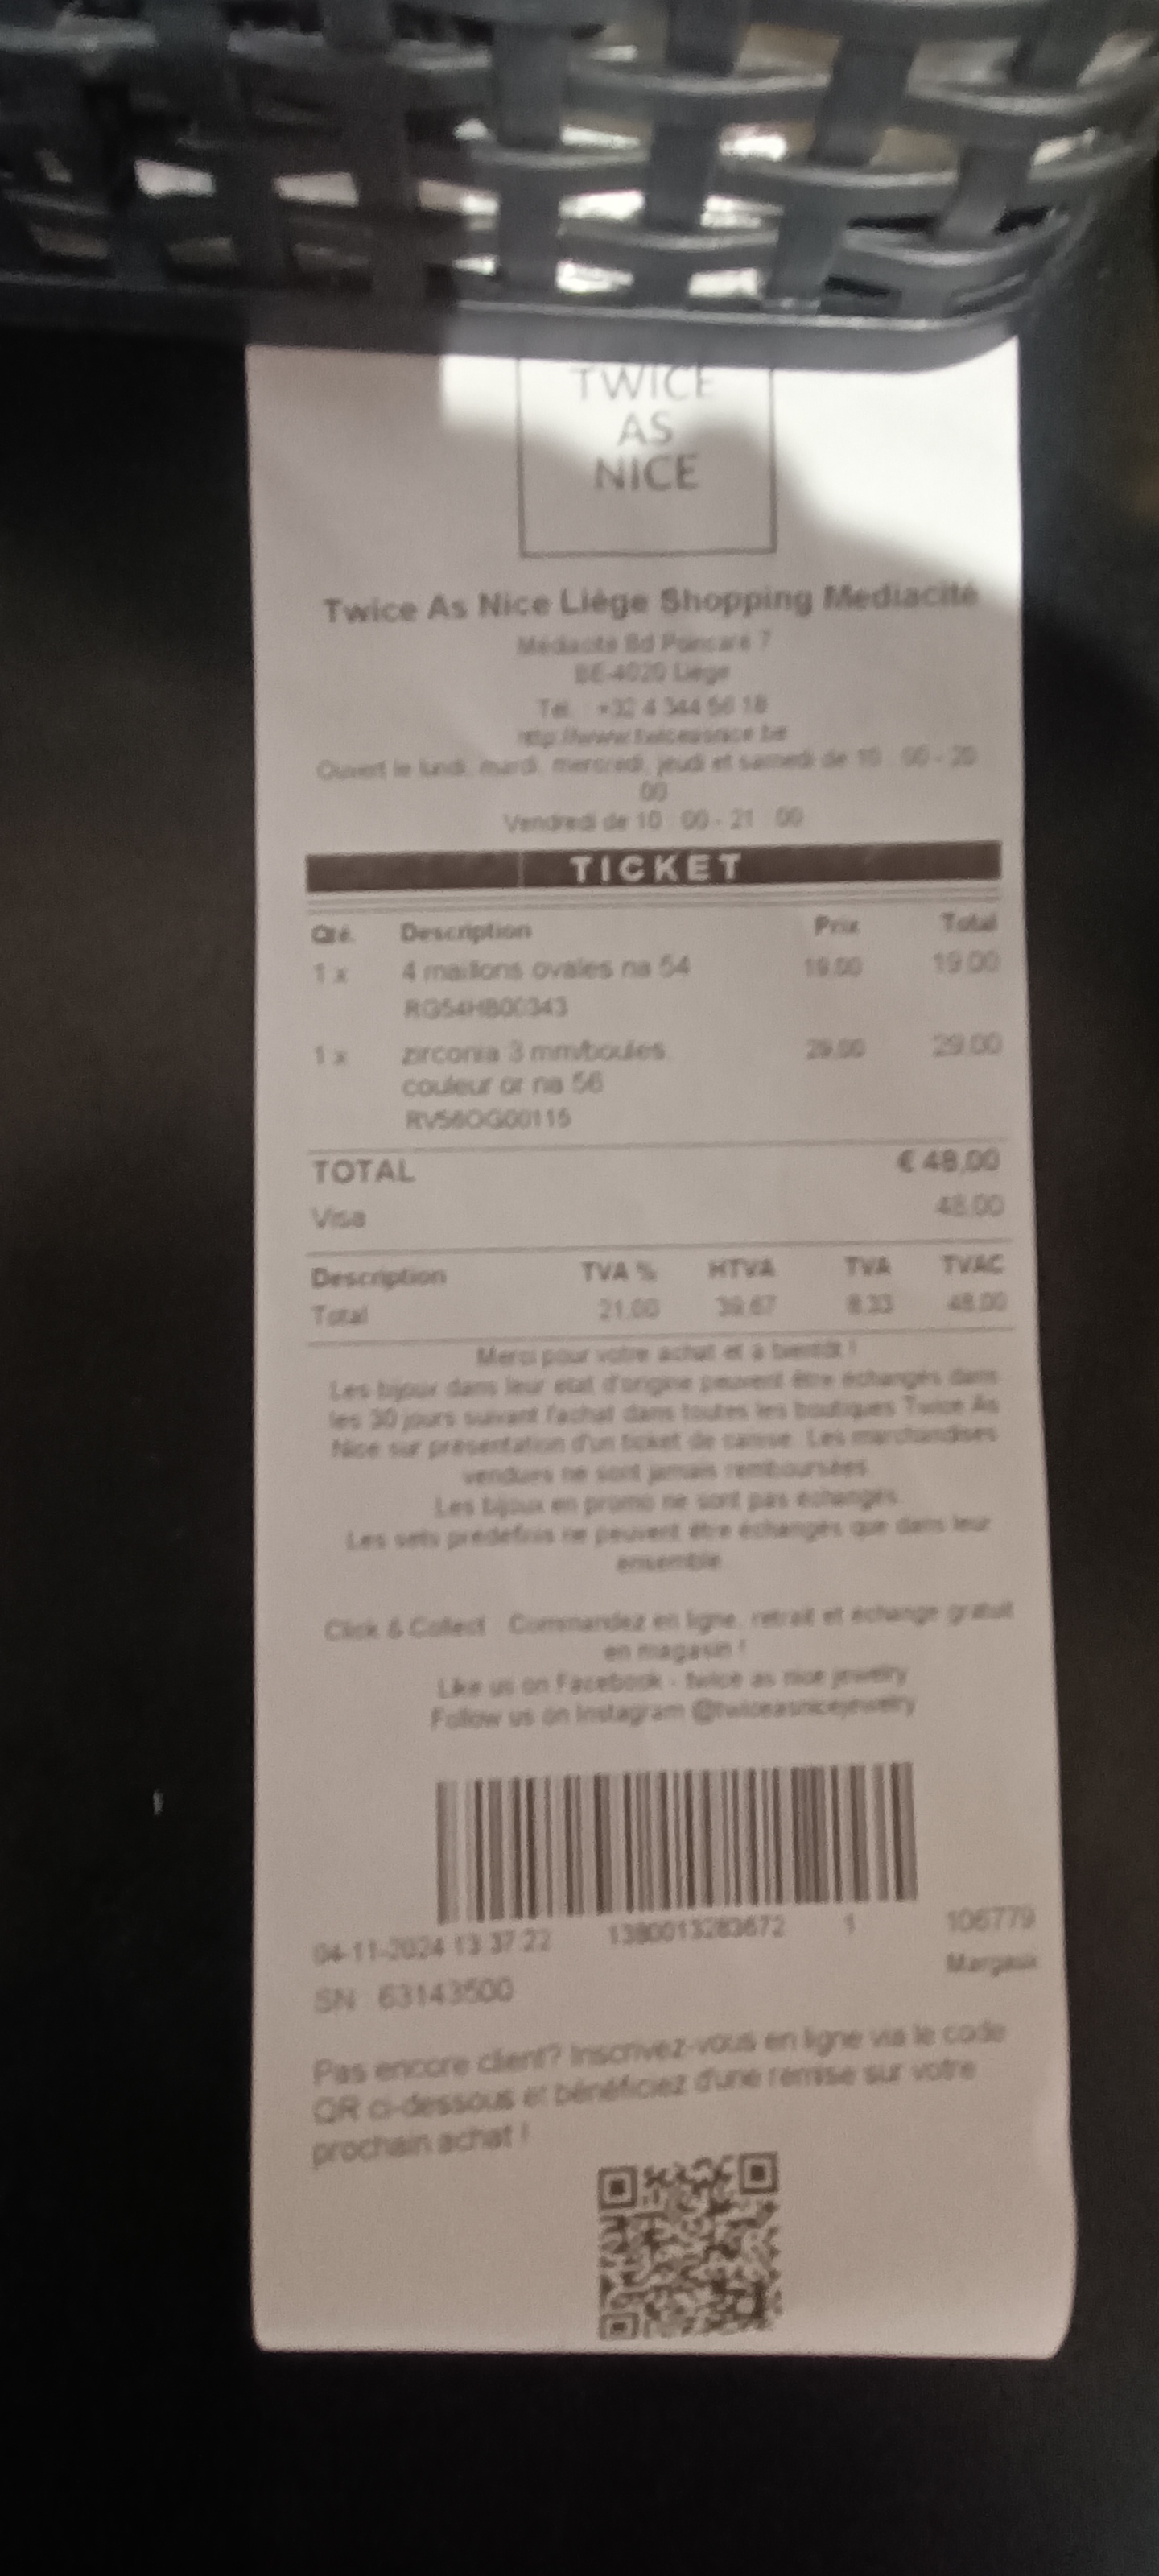 TWICE
AS
NICE
Twice As Nice Liège Shopping Mediacité
Médiacité Bd Poincaré 7
BE-4020 Liège
Tel. +32 4 344 56 18
http://www.twiceasnice.be
Ouvert le lundi, mardi, mercredi, jeudi et samedi de 10 : 00 - 20 :
00
Vendredi de 10 : 00 - 21 : 00
TICKET
Qté. Description Prix Total
1 x 4 maillons ovales na 54 19.00 19.00
RG54HB00343
1 x zirconia 3 mm/boules 29.00 29.00
couleur or na 56
RV56OG00115
TOTAL € 48,00
Visa 48.00
Description TVA % HTVA TVA TVAC
Total 21.00 39.67 8.33 48.00
Merci pour votre achat et à bientôt !
Les bijoux dans leur état d'origine peuvent être échangés dans
les 30 jours suivant l'achat dans toutes les boutiques Twice As
Nice sur présentation d'un ticket de caisse. Les marchandises
vendues ne sont jamais remboursées.
Les bijoux en promo ne sont pas échangés.
Les sets prédéfinis ne peuvent être échangés que dans leur
ensemble.
Click & Collect : Commandez en ligne, retrait et échange gratuit
en magasin !
Like us on Facebook - twice as nice jewelry
Follow us on Instagram @twiceasnicejewelry
04-11-2024 13:37:22 1380013283672 1 106779
SN : 63143500 Margaux
Pas encore client? Inscrivez-vous en ligne via le code
QR ci-dessous et bénéficiez d'une remise sur votre
prochain achat !